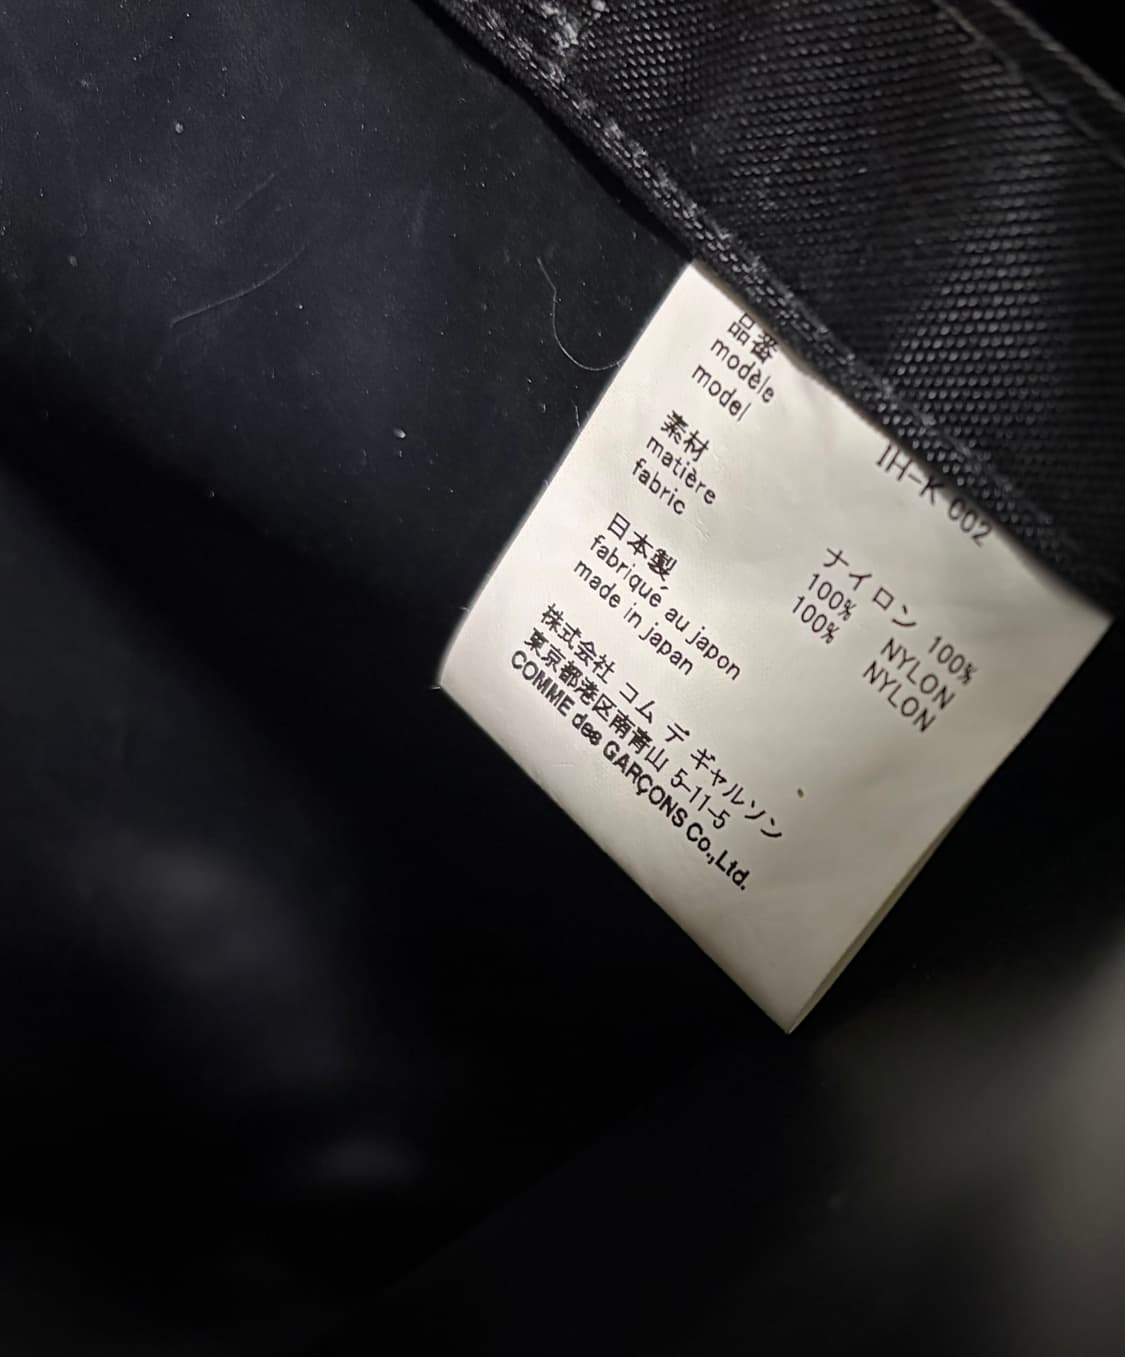 品番
modèle
model
IH-K 002
素材
matière
fabric
ナイロン 100%
100% NYLON
100% NYLON
日本製
fabriqué au japon
made in japan
株式会社 コム デ ギャルソン
東京都港区南青山 5-11-5
COMME des GARÇONS Co.,Ltd.